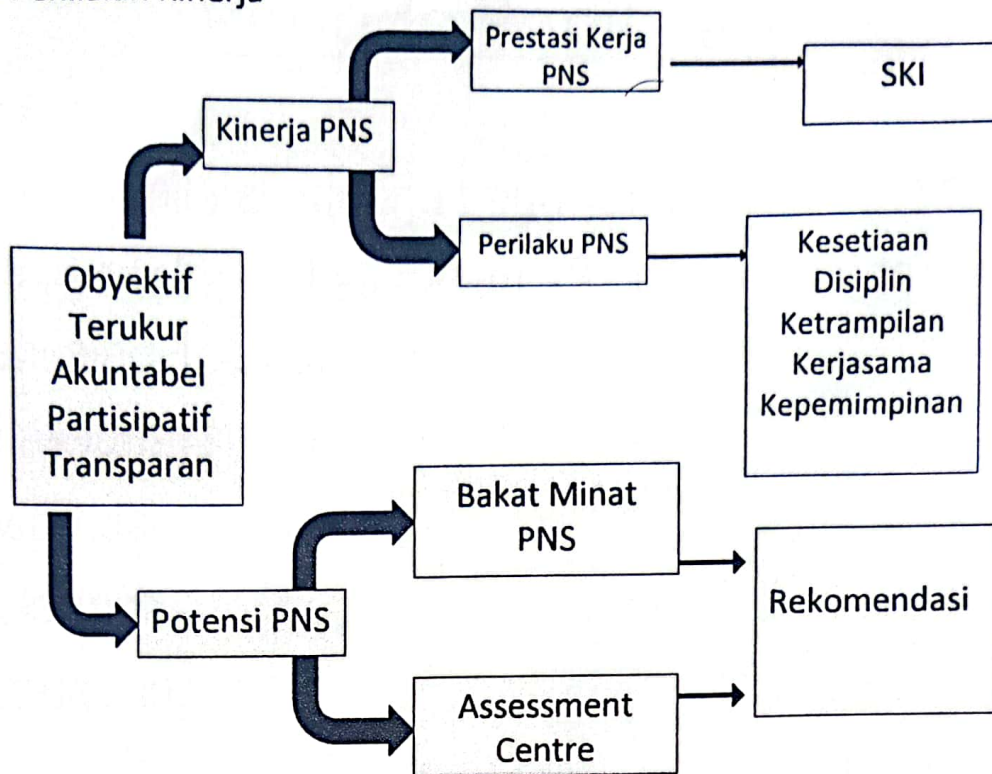 Kinerja
Prestasi Kerja
PNS
SKI
Kinerja PNS
Perilaku PNS
Kesetiaan
Disiplin
Ketrampilan
Kerjasama
Kepemimpinan
Obyektif
Terukur
Akuntabel
Partisipatif
Transparan
Bakat Minat
PNS
Potensi PNS
Rekomendasi
Assessment
Centre